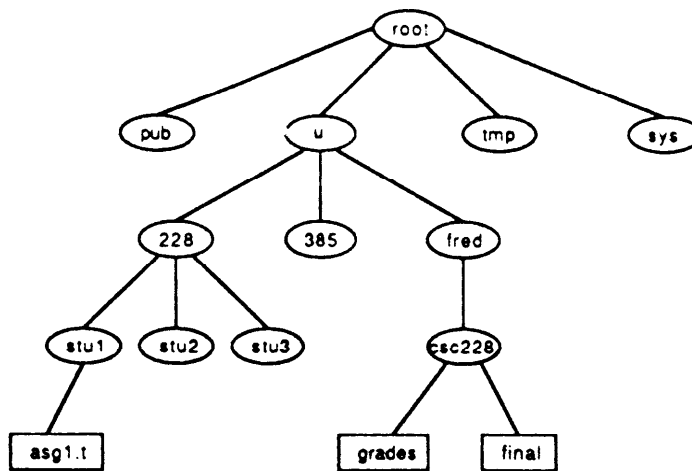 root
pub u tmp sys
228 385 fred
stu1 stu2 stu3 csc228
asg1.t grades final